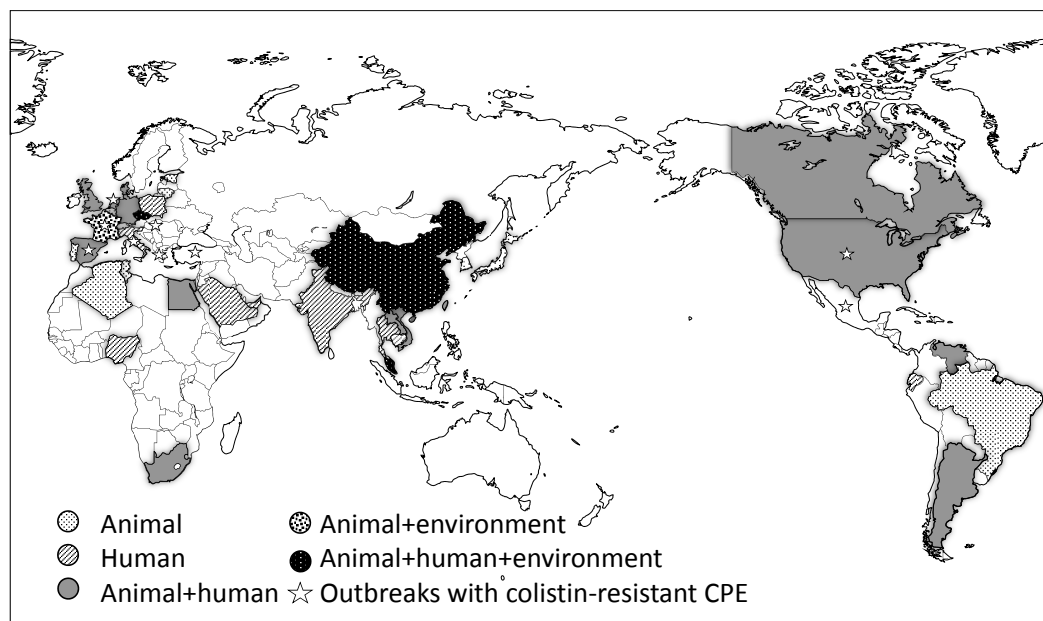 Animal
Animal+environment
Human
Animal+human+environment
Animal+human
Outbreaks with colistin-resistant CPE